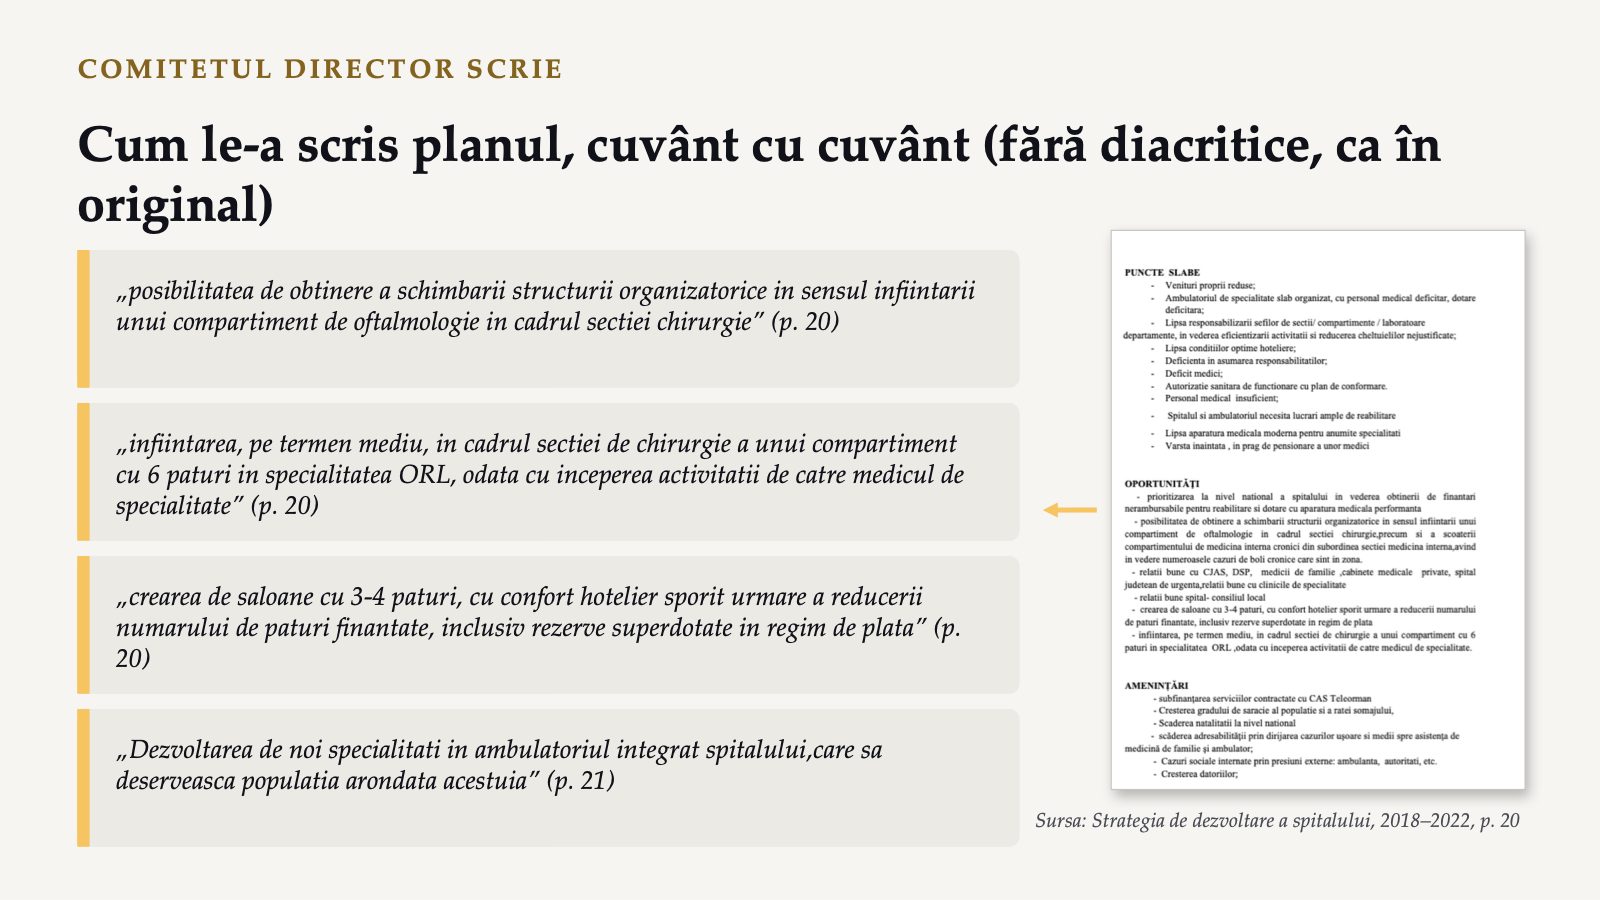 COMITETUL DIRECTOR SCRIE
Cum le-a scris planul, cuvânt cu cuvânt (fără diacritice, ca în
original)
„posibilitatea de obtinere a schimbarii structurii organizatorice in sensul infiintarii
unui compartiment de oftalmologie in cadrul sectiei chirurgie” (p. 20)
„infiintarea, pe termen mediu, in cadrul sectiei de chirurgie a unui compartiment
cu 6 paturi in specialitatea ORL, odata cu inceperea activitatii de catre medicul de
specialitate” (p. 20)
„crearea de saloane cu 3-4 paturi, cu confort hotelier sporit urmare a reducerii
numarului de paturi finantate, inclusiv rezerve superdotate in regim de plata” (p.
20)
„Dezvoltarea de noi specialitati in ambulatoriul integrat spitalului,care sa
deserveasca populatia arondata acestuia” (p. 21)
PUNCTE SLABE
- Venituri proprii reduse;
- Ambulatoriul de specialitate slab organizat, cu personal medical deficitar, dotare
deficitara;
- Lipsa responsabilizarii sefilor de sectii/ compartimente / laboratoare
departamente, in vederea eficientizarii activitatii si reducerea cheltuielilor nejustificate;
- Lipsa conditiilor optime hoteliere;
- Deficienta in asumarea responsabilitatilor;
- Deficit medici;
- Autorizatie sanitara de functionare cu plan de conformare.
- Personal medical insuficient;
- Spitalul si ambulatoriul necesita lucrari ample de reabilitare
- Lipsa aparatura medicala moderna pentru anumite specialitati
- Varsta inaintata , in prag de pensionare a unor medici
OPORTUNITĂȚI
- prioritizarea la nivel national a spitalului in vederea obtinerii de finantari
nerambursabile pentru reabilitare si dotare cu aparatura medicala performanta
- posibilitatea de obtinere a schimbarii structurii organizatorice in sensul infiintarii unui
compartiment de oftalmologie in cadrul sectiei chirurgie,precum si a scoaterii
compartimentului de medicina interna cronici din subordinea sectiei medicina interna,avind
in vedere numeroasele cazuri de boli cronice care sint in zona.
- relatii bune cu CJAS, DSP, medicii de familie ,cabinete medicale private, spital
judetean de urgenta,relatii bune cu clinicile de specialitate
- relatii bune spital- consiliul local
- crearea de saloane cu 3-4 paturi, cu confort hotelier sporit urmare a reducerii numarului
de paturi finantate, inclusiv rezerve superdotate in regim de plata
- infiintarea, pe termen mediu, in cadrul sectiei de chirurgie a unui compartiment cu 6
paturi in specialitatea ORL ,odata cu inceperea activitatii de catre medicul de specialitate.
AMENINȚĂRI
- subfinanțarea serviciilor contractate cu CAS Teleorman
- Cresterea gradului de saracie al populatie si a ratei somajului,
- Scaderea natalitatii la nivel national
- scăderea adresabilității prin dirijarea cazurilor ușoare si medii spre asistența de
medicină de familie și ambulator;
- Cazuri sociale internate prin presiuni externe: ambulanta, autoritati, etc.
- Cresterea datoriilor;
Sursa: Strategia de dezvoltare a spitalului, 2018–2022, p. 20